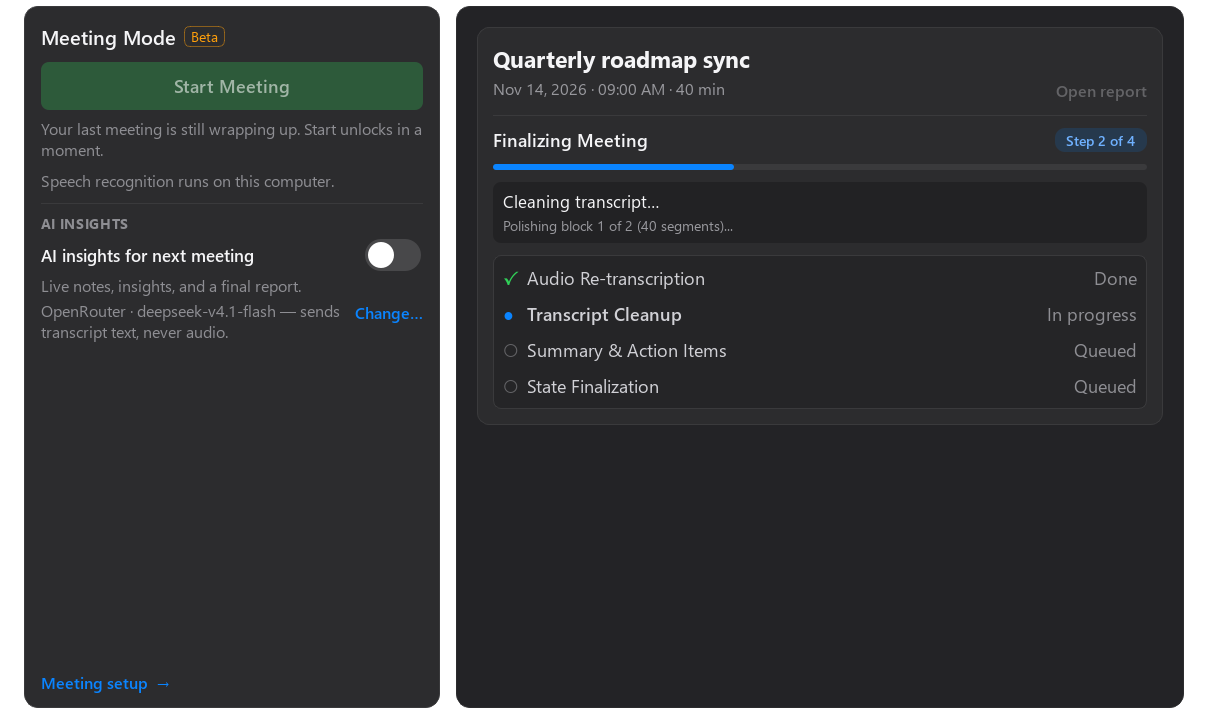 Meeting Mode Beta
Start Meeting
Your last meeting is still wrapping up. Start unlocks in a
moment.
Speech recognition runs on this computer.
AI INSIGHTS
AI insights for next meeting
Live notes, insights, and a final report.
OpenRouter · deepseek-v4.1-flash — sends
transcript text, never audio.
Change...
Meeting setup →
Quarterly roadmap sync
Nov 14, 2026 · 09:00 AM · 40 min
Open report
Finalizing Meeting
Step 2 of 4
Cleaning transcript...
Polishing block 1 of 2 (40 segments)...
Audio Re-transcription Done
Transcript Cleanup In progress
Summary & Action Items Queued
State Finalization Queued